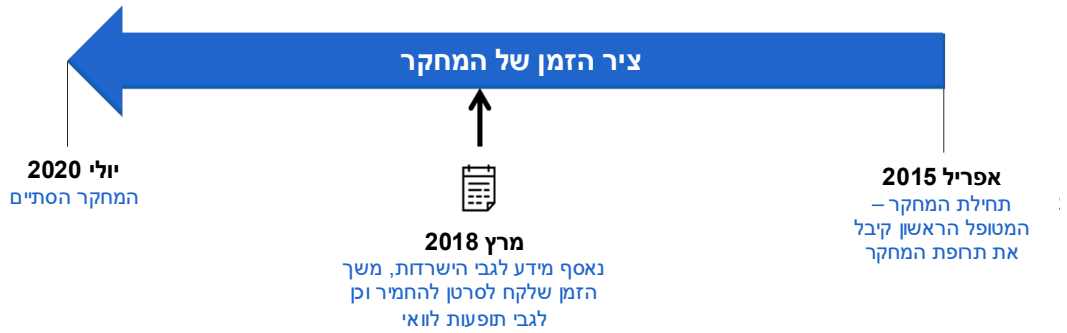 ציר הזמן של המחקר
אפריל 2015
תחילת המחקר –
המטופל הראשון קיבל
את תרופת המחקר
מרץ 2018
נאסף מידע לגבי הישרדות, משך
הזמן שלקח לסרטן להחמיר וכן
לגבי תופעות לוואי
יולי 2020
המחקר הסתיים